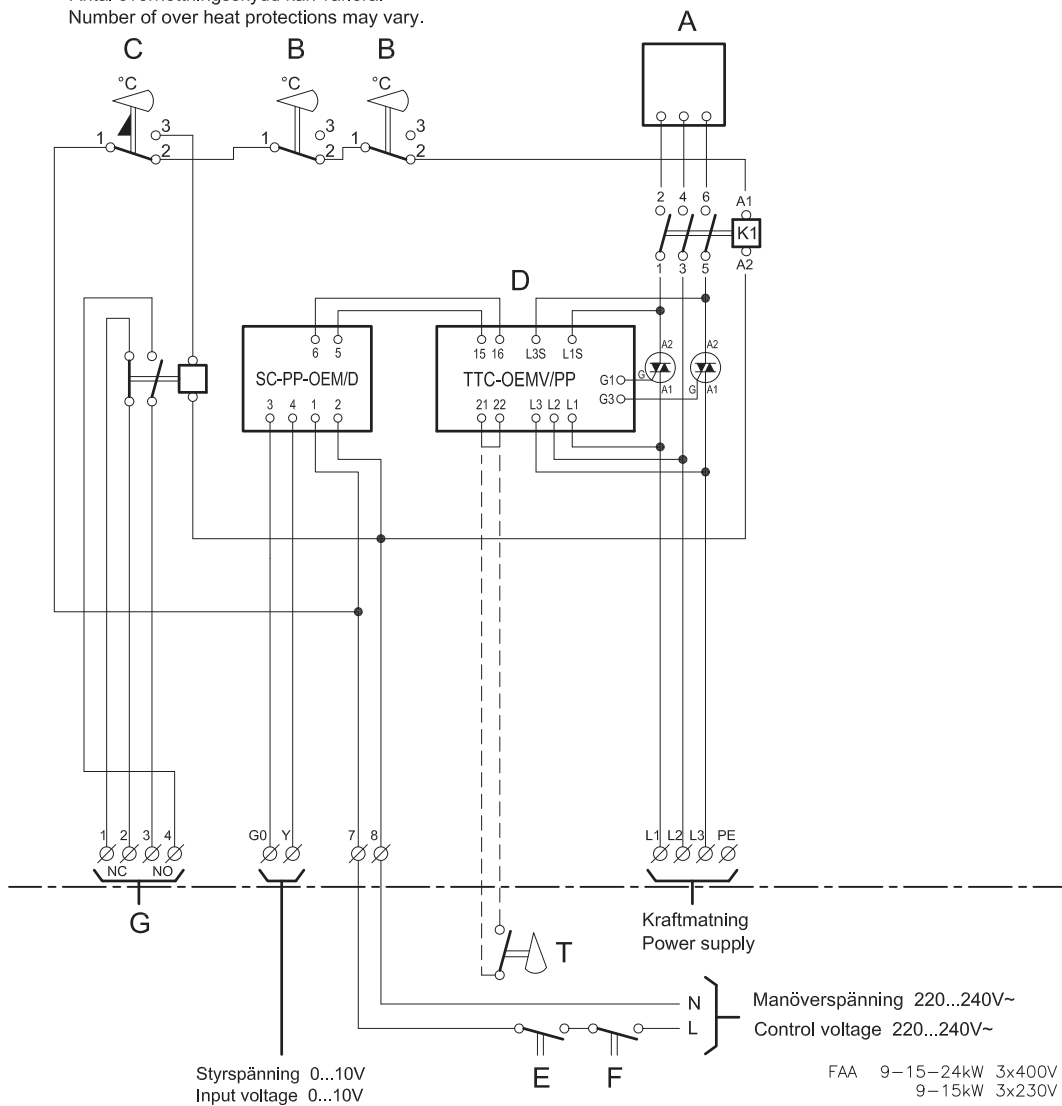 Number of over heat protections may vary.
A
C B B
°C °C °C
1 3 2
1 3 2
1 3 2
2 4 6 A1
K1
1 3 5 A2
D
6 5
SC-PP-OEM/D
3 4 1 2
15 16 L3S L1S
TTC-OEMV/PP
G1
G3
21 22 L3 L2 L1
A2 A2
G G
A1 A1
1 2 3 4
NC NO
G
G0 Y
7 8
L1 L2 L3 PE
Kraftmatning
Power supply
T
N
L
Manöverspänning 220...240V~
Control voltage 220...240V~
E F
Styrspänning 0...10V
Input voltage 0...10V
FAA 9-15-24kW 3x400V
9-15kW 3x230V